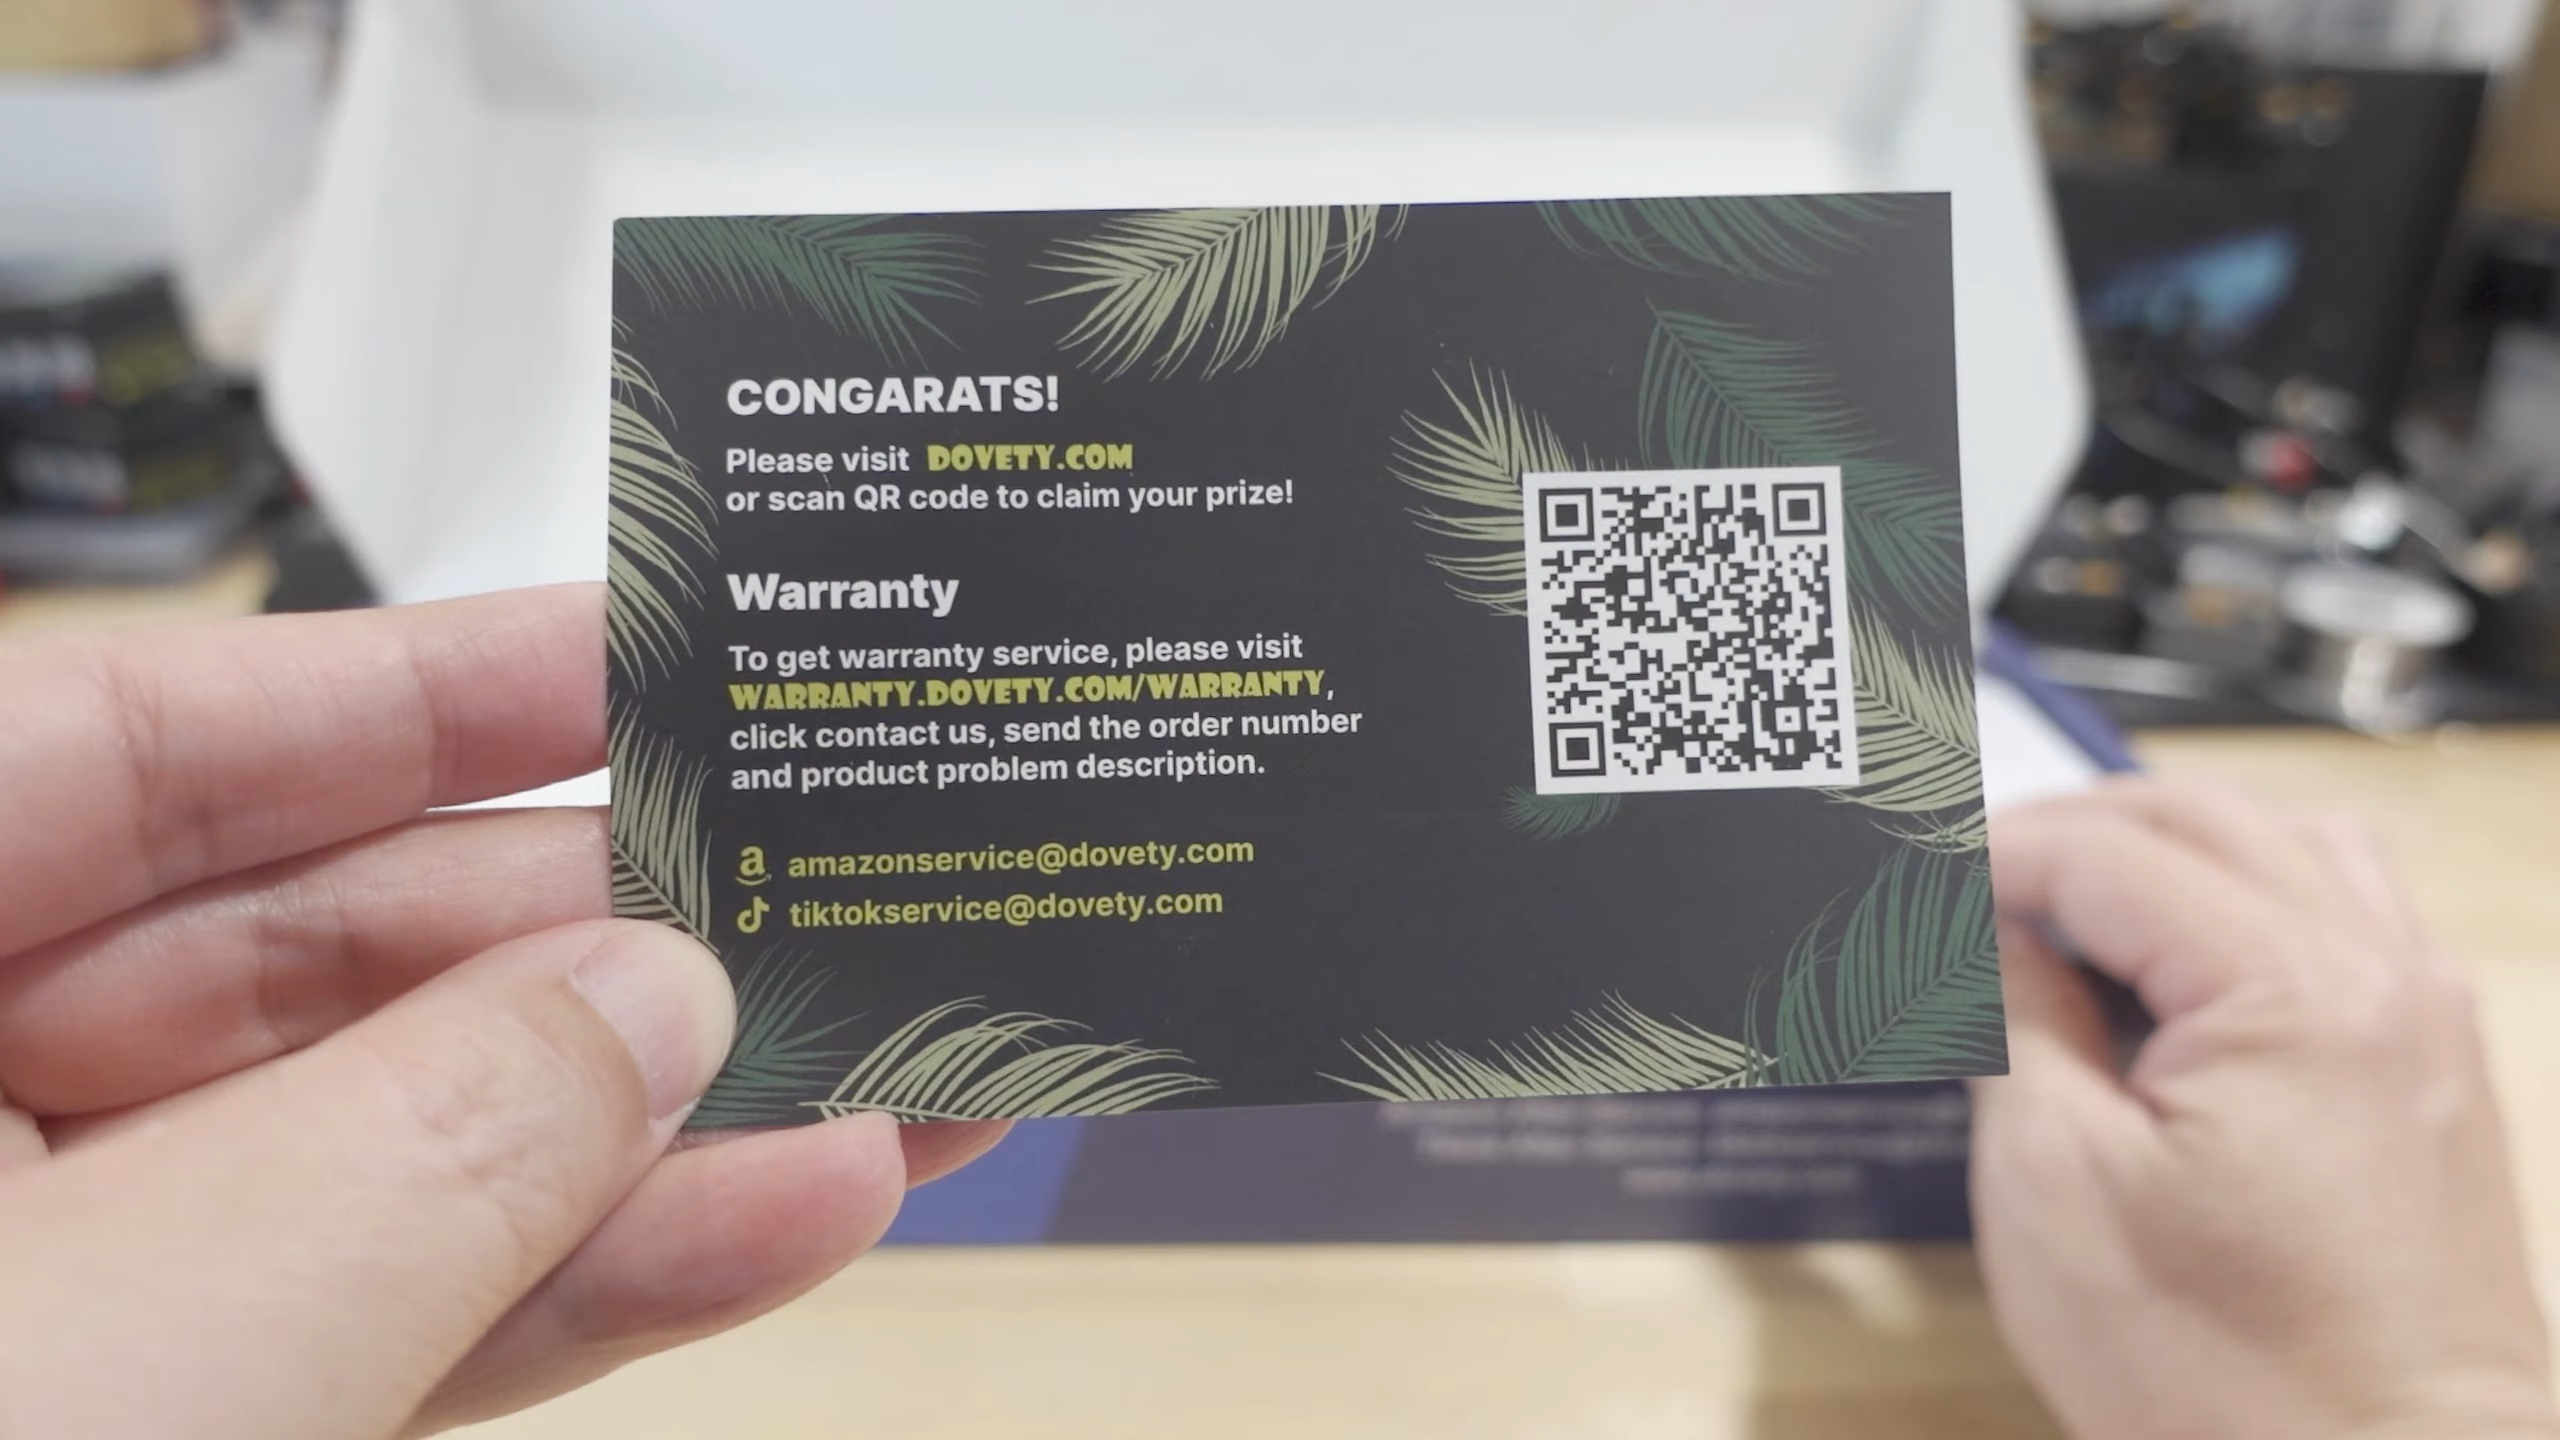 CONGARATS!
Please visit DOVETY.COM
or scan QR code to claim your prize!
Warranty
To get warranty service, please visit
WARRANTY.DOVETY.COM/WARRANTY,
click contact us, send the order number
and product problem description.
amazonservice@dovety.com
tiktokservice@dovety.com